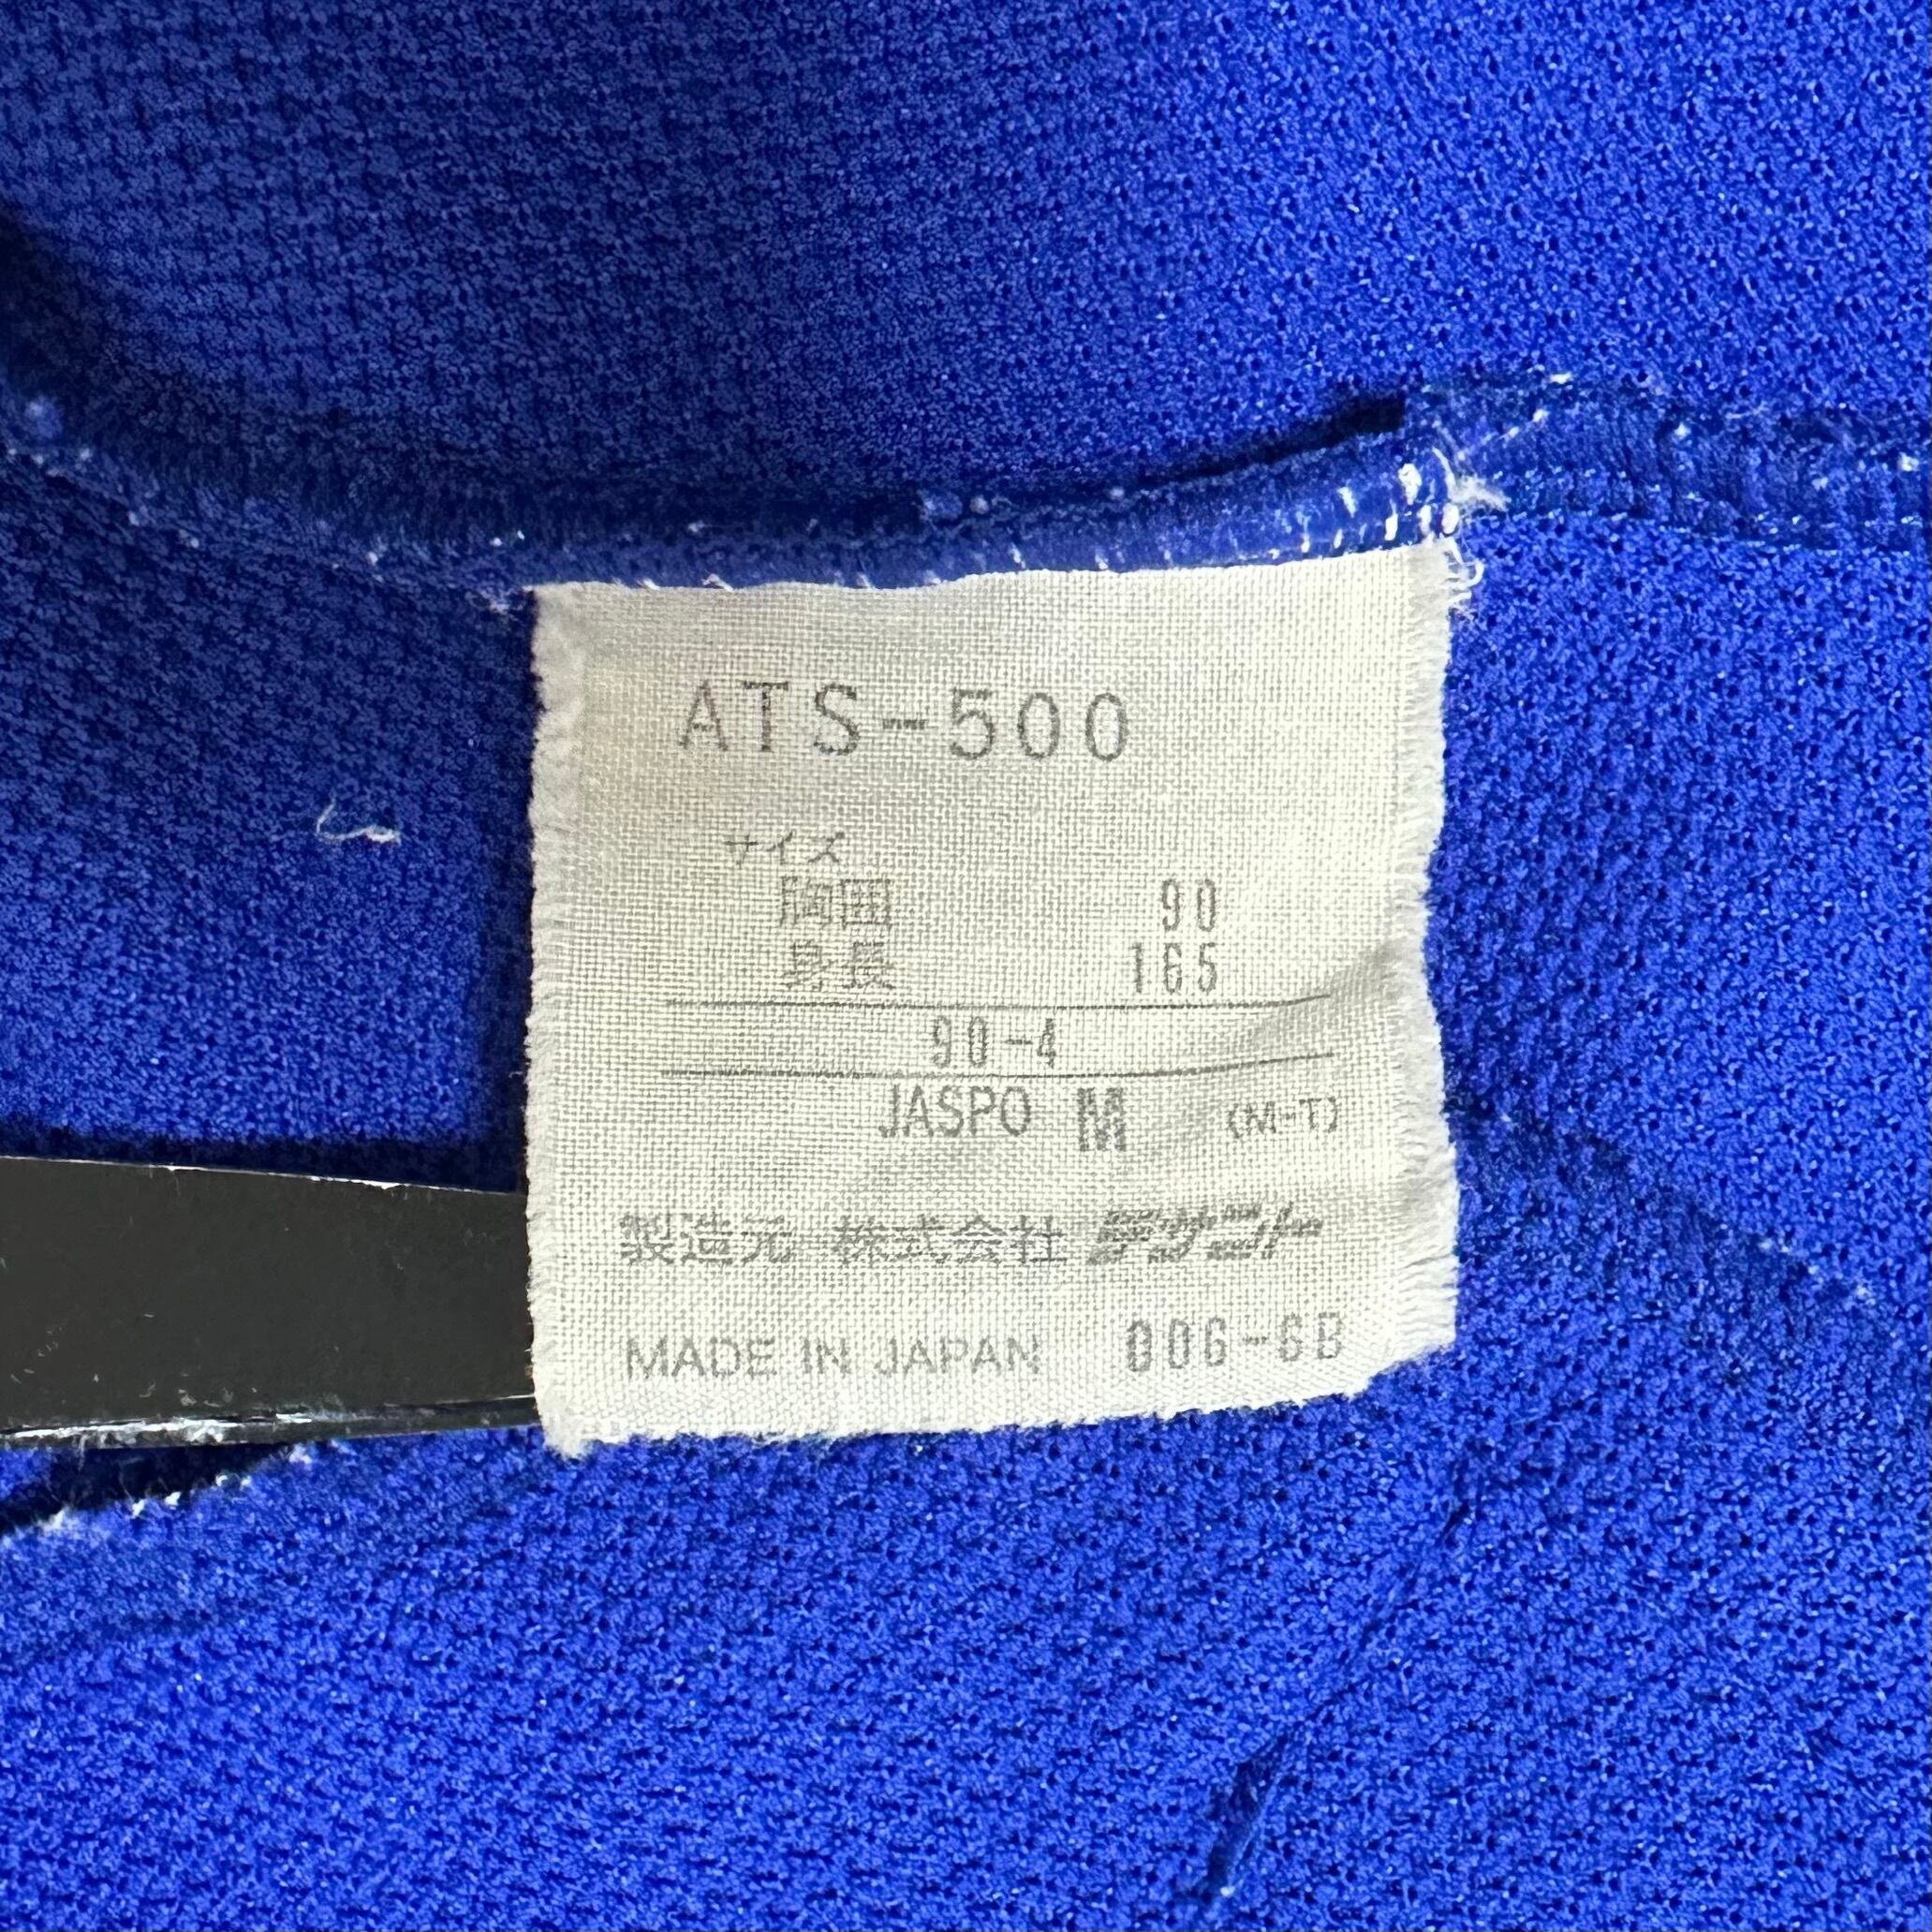 ATS-500
サイズ
胸囲 90
身長 165
90-4
JASPO M (M-T)
製造元 株式会社 デサント
MADE IN JAPAN 006-6B